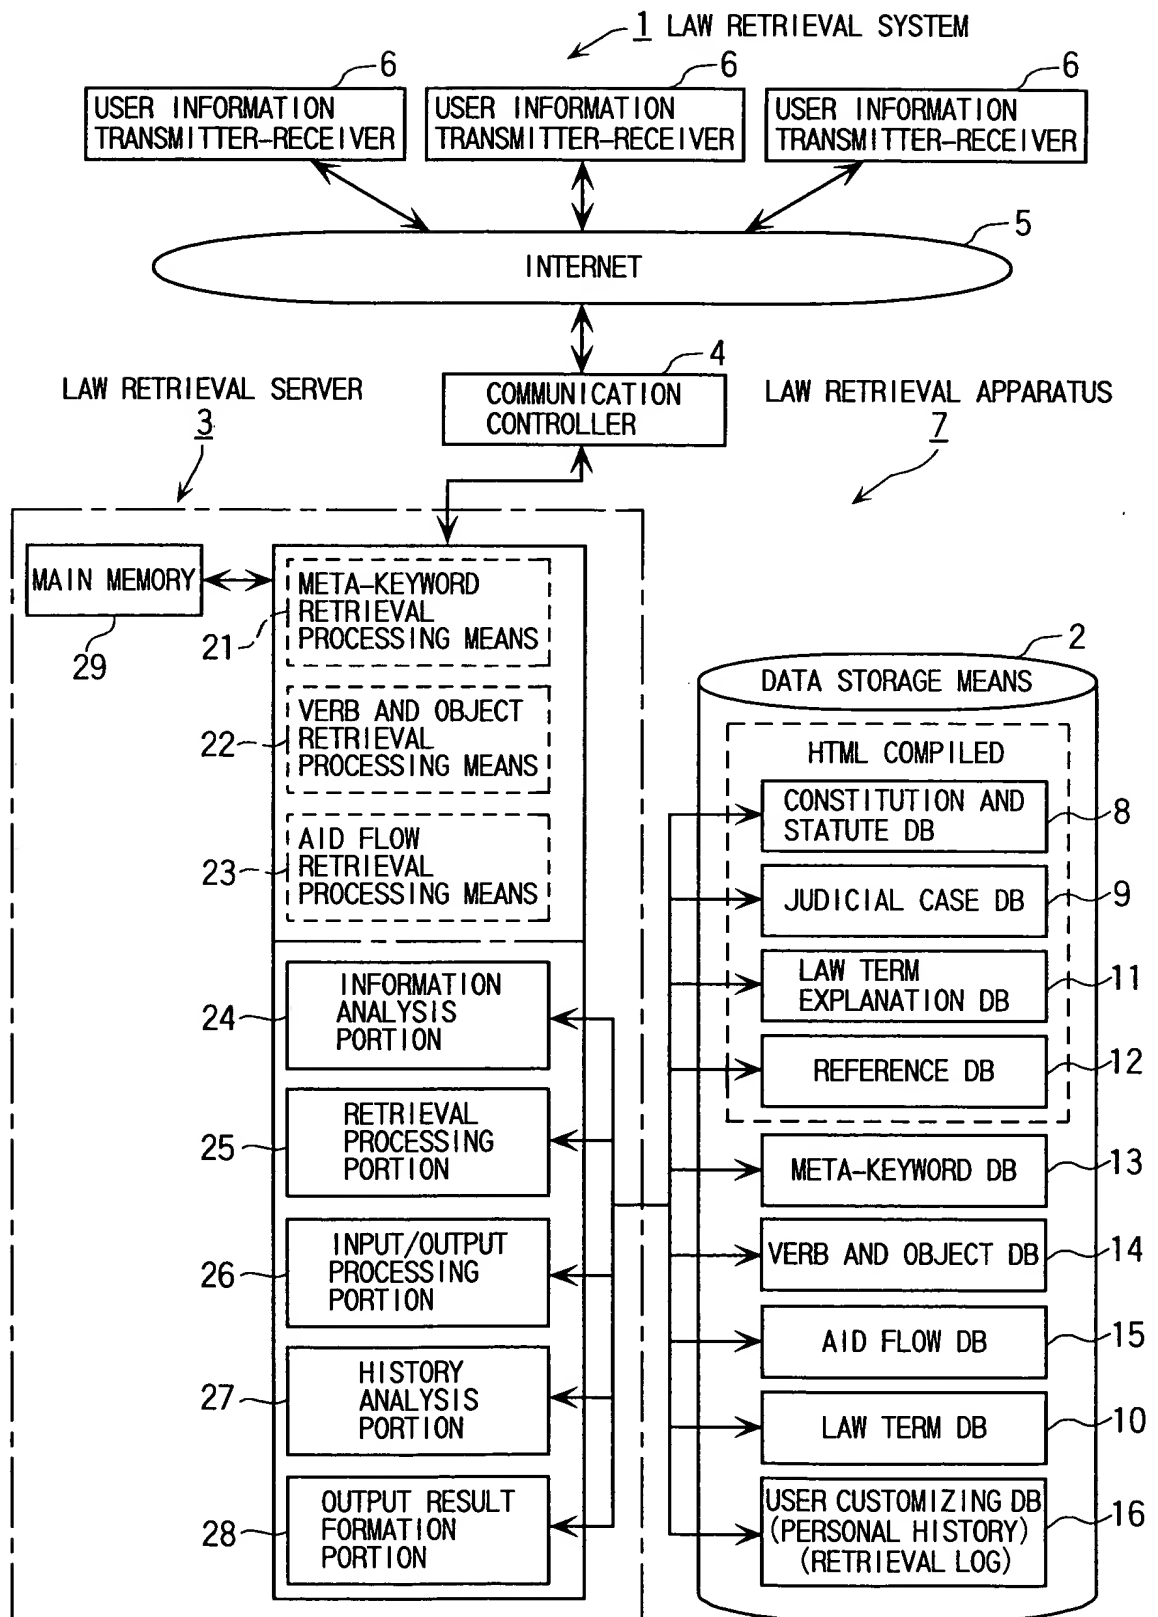 1 LAW RETRIEVAL SYSTEM
6
6
6
USER INFORMATION
TRANSMITTER-RECEIVER
USER INFORMATION
TRANSMITTER-RECEIVER
USER INFORMATION
TRANSMITTER-RECEIVER
5
INTERNET
4
COMMUNICATION
CONTROLLER
LAW RETRIEVAL SERVER
3
LAW RETRIEVAL APPARATUS
7
MAIN MEMORY
29
META-KEYWORD
RETRIEVAL
PROCESSING MEANS
21
VERB AND OBJECT
RETRIEVAL
PROCESSING MEANS
22
AID FLOW
RETRIEVAL
PROCESSING MEANS
23
INFORMATION
ANALYSIS
PORTION
24
RETRIEVAL
PROCESSING
PORTION
25
INPUT/OUTPUT
PROCESSING
PORTION
26
HISTORY
ANALYSIS
PORTION
27
OUTPUT RESULT
FORMATION
PORTION
28
2
DATA STORAGE MEANS
HTML COMPILED
CONSTITUTION AND
STATUTE DB
8
JUDICIAL CASE DB
9
LAW TERM
EXPLANATION DB
11
REFERENCE DB
12
META-KEYWORD DB
13
VERB AND OBJECT DB
14
AID FLOW DB
15
LAW TERM DB
10
USER CUSTOMIZING DB
(PERSONAL HISTORY)
(RETRIEVAL LOG)
16